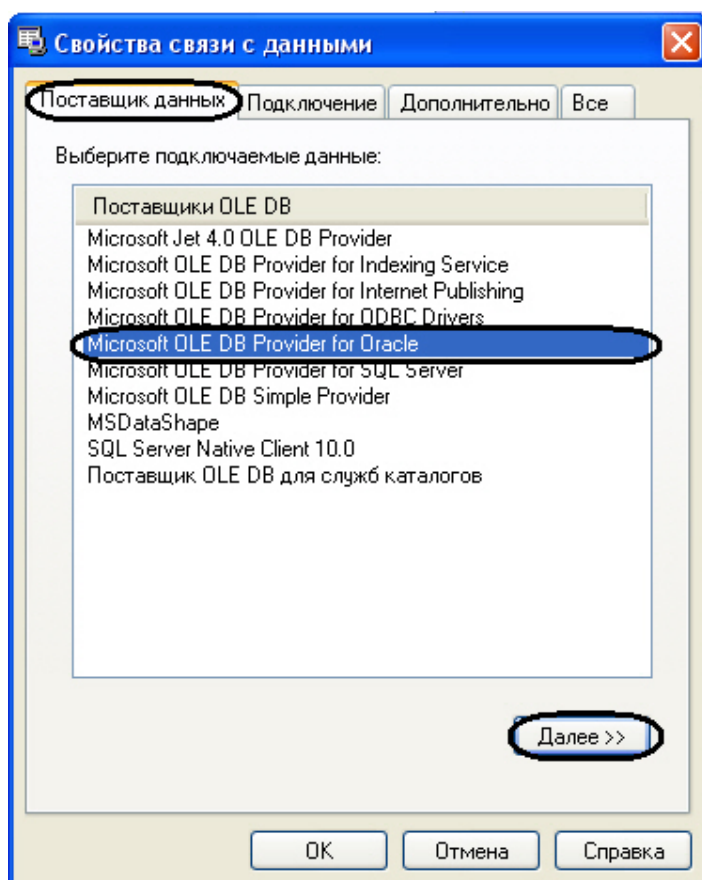 Свойства связи с данными
Поставщик данных Подключение Дополнительно Все
Выберите подключаемые данные:
Поставщики OLE DB
Microsoft Jet 4.0 OLE DB Provider
Microsoft OLE DB Provider for Indexing Service
Microsoft OLE DB Provider for Internet Publishing
Microsoft OLE DB Provider for ODBC Drivers
Microsoft OLE DB Provider for Oracle
Microsoft OLE DB Provider for SQL Server
Microsoft OLE DB Simple Provider
MSDataShape
SQL Server Native Client 10.0
Поставщик OLE DB для служб каталогов
Далее >>
OK Отмена Справка